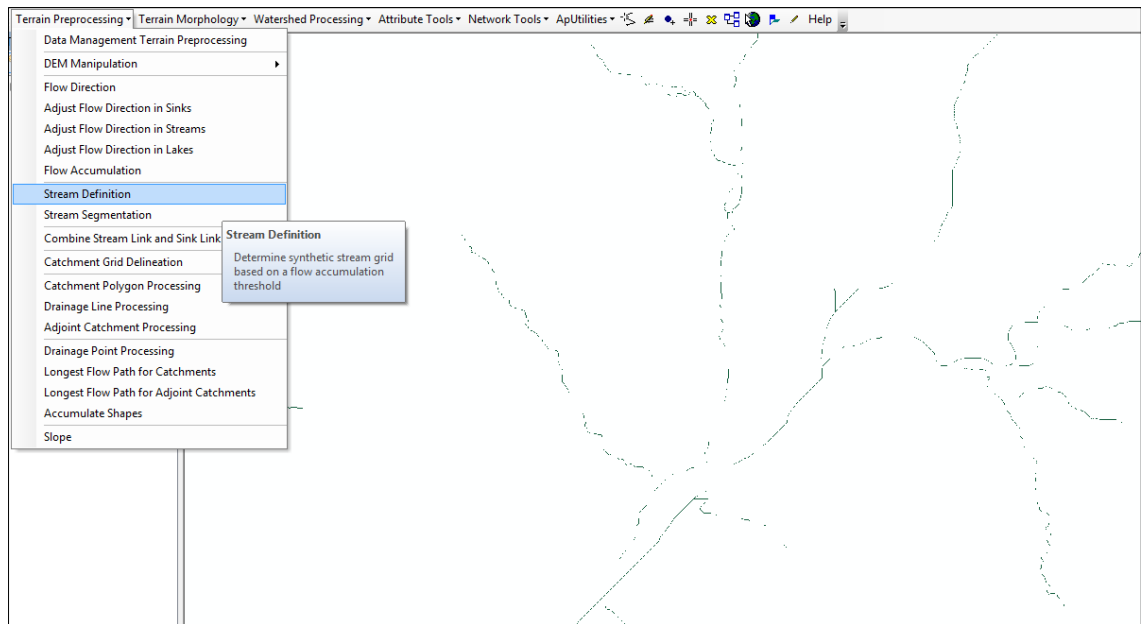 Terrain Preprocessing Terrain Morphology Watershed Processing Attribute Tools Network Tools ApUtilities Help
Data Management Terrain Preprocessing
DEM Manipulation
Flow Direction
Adjust Flow Direction in Sinks
Adjust Flow Direction in Streams
Adjust Flow Direction in Lakes
Flow Accumulation
Stream Definition
Stream Segmentation
Combine Stream Link and Sink Link
Catchment Grid Delineation
Catchment Polygon Processing
Drainage Line Processing
Adjoint Catchment Processing
Drainage Point Processing
Longest Flow Path for Catchments
Longest Flow Path for Adjoint Catchments
Accumulate Shapes
Slope
Stream Definition
Determine synthetic stream grid
based on a flow accumulation
threshold